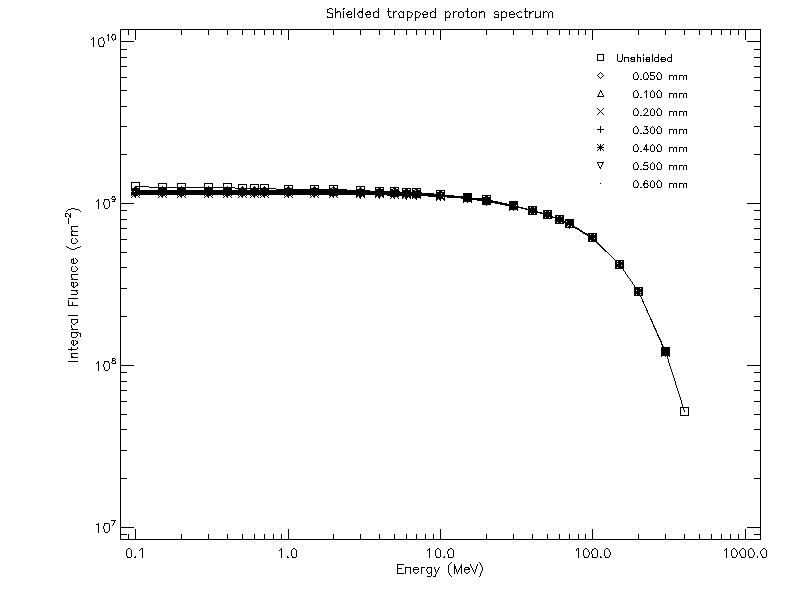 Shielded trapped proton spectrum
10^10
Unshielded
0.050 mm
0.100 mm
0.200 mm
0.300 mm
0.400 mm
0.500 mm
0.600 mm
10^9
Integral Fluence (cm^-2)
10^8
10^7
0.1 1.0 10.0 100.0 1000.0
Energy (MeV)